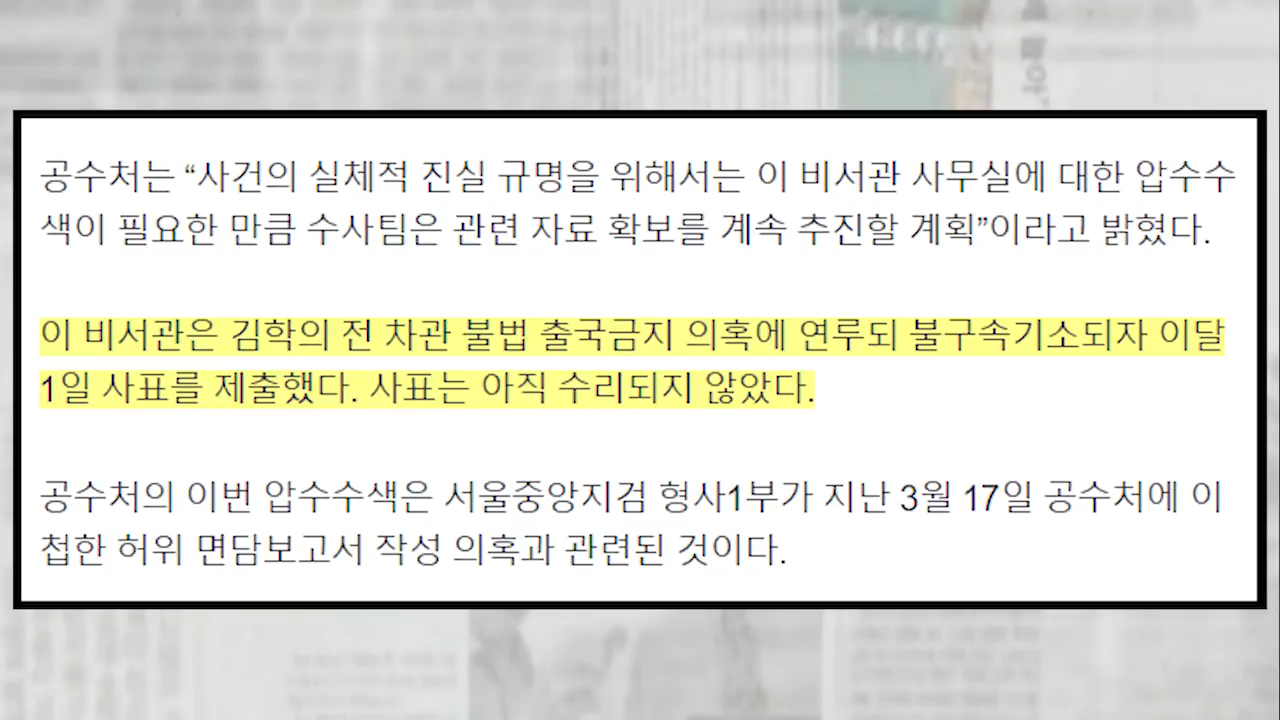 공수처는 “사건의 실체적 진실 규명을 위해서는 이 비서관 사무실에 대한 압수수
색이 필요한 만큼 수사팀은 관련 자료 확보를 계속 추진할 계획”이라고 밝혔다.
이 비서관은 김학의 전 차관 불법 출국금지 의혹에 연루되 불구속기소되자 이달
1일 사표를 제출했다. 사표는 아직 수리되지 않았다.
공수처의 이번 압수수색은 서울중앙지검 형사1부가 지난 3월 17일 공수처에 이
첩한 허위 면담보고서 작성 의혹과 관련된 것이다.